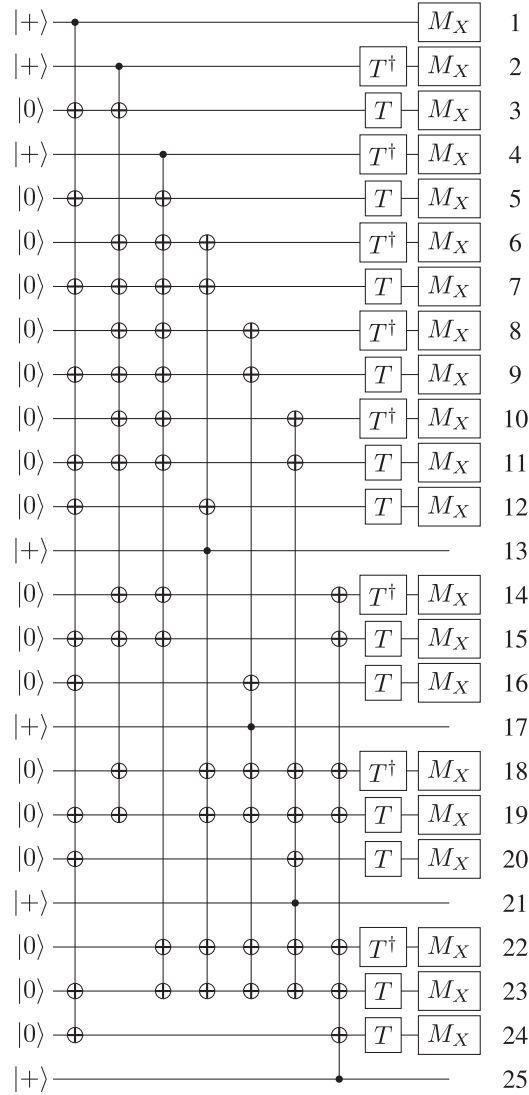 |+⟩ M_X 1
|+⟩ T† M_X 2
|0⟩ T M_X 3
|+⟩ T† M_X 4
|0⟩ T M_X 5
|0⟩ T† M_X 6
|0⟩ T M_X 7
|0⟩ T† M_X 8
|0⟩ T M_X 9
|0⟩ T† M_X 10
|0⟩ T M_X 11
|0⟩ T M_X 12
|+⟩ 13
|0⟩ T† M_X 14
|0⟩ T M_X 15
|0⟩ T M_X 16
|+⟩ 17
|0⟩ T† M_X 18
|0⟩ T M_X 19
|0⟩ T M_X 20
|+⟩ 21
|0⟩ T† M_X 22
|0⟩ T M_X 23
|0⟩ T M_X 24
|+⟩ 25